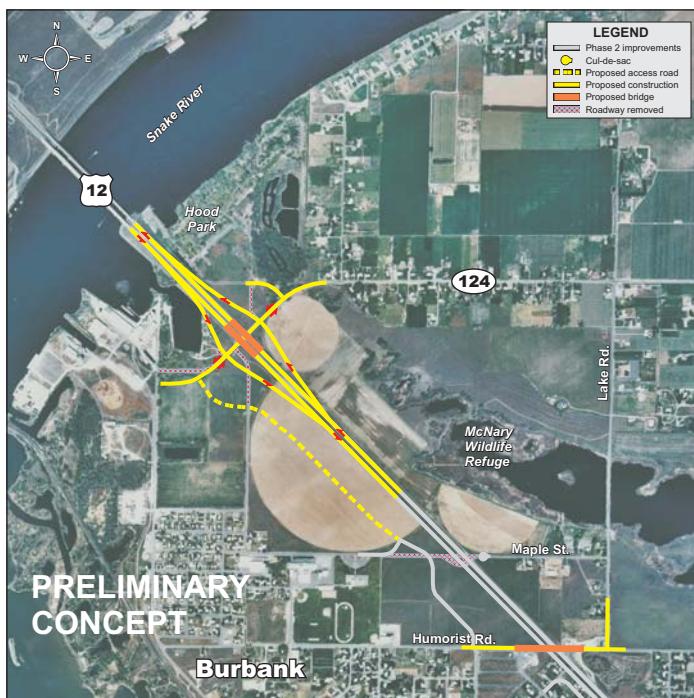 N
W E
S
LEGEND
Phase 2 improvements
Cul-de-sac
Proposed access road
Proposed construction
Proposed bridge
Roadway removed
Snake River
12
Hood
Park
124
Lake Rd.
McNary
Wildlife
Refuge
Maple St.
PRELIMINARY
CONCEPT
Humorist Rd.
Burbank